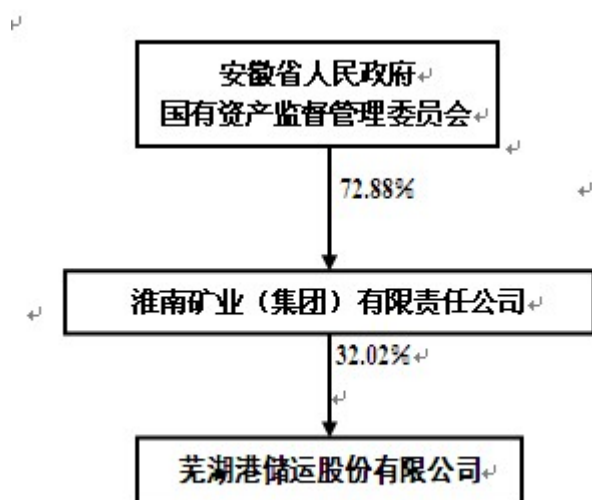 安徽省人民政府
国有资产监督管理委员会
72.88%
淮南矿业（集团）有限责任公司
32.02%
芜湖港储运股份有限公司